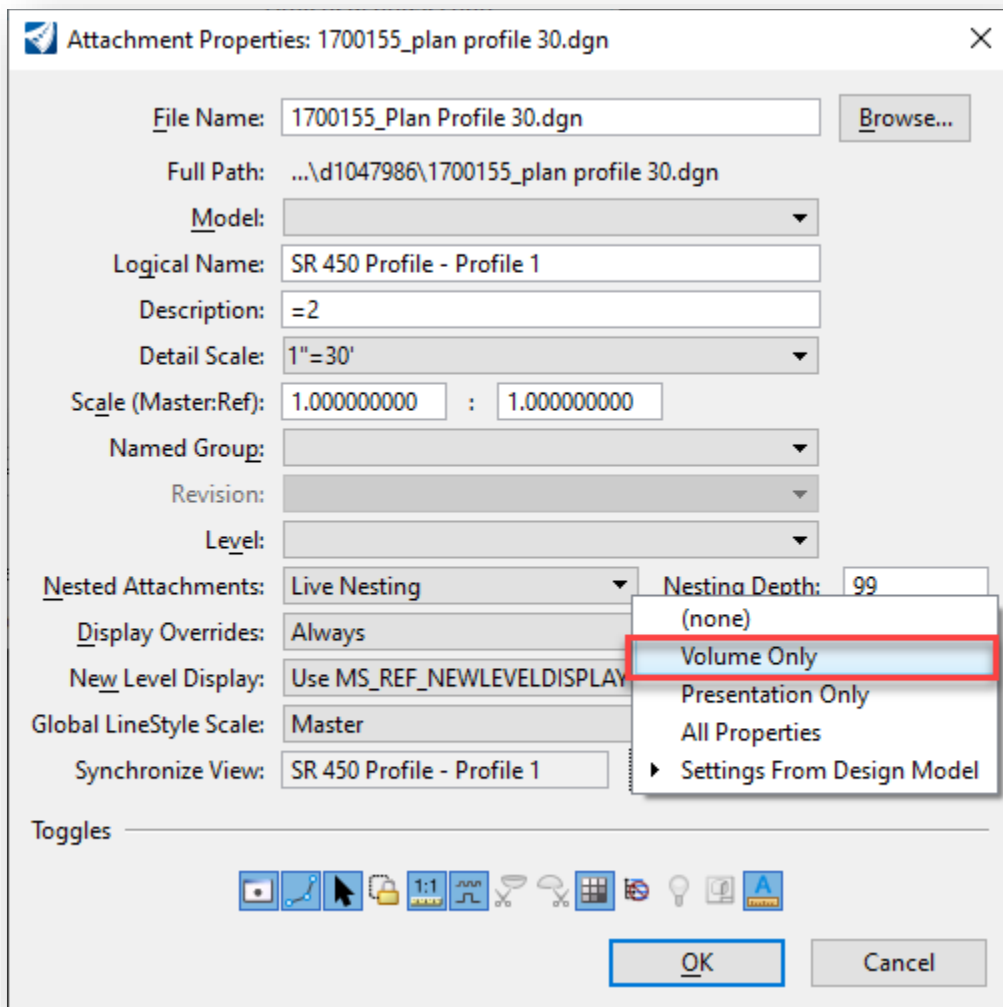 Attachment Properties: 1700155_plan profile 30.dgn
File Name: 1700155_Plan Profile 30.dgn Browse...
Full Path: ...\d1047986\1700155_plan profile 30.dgn
Model:
Logical Name: SR 450 Profile - Profile 1
Description: =2
Detail Scale: 1"=30'
Scale (Master:Ref): 1.000000000 : 1.000000000
Named Group:
Revision:
Level:
Nested Attachments: Live Nesting Nesting Depth: 99
(none)
Display Overrides: Always
Volume Only
New Level Display: Use MS_REF_NEWLEVELDISPLAY
Presentation Only
Global LineStyle Scale: Master
All Properties
Synchronize View: SR 450 Profile - Profile 1
Settings From Design Model
Toggles
1:1
A
OK Cancel